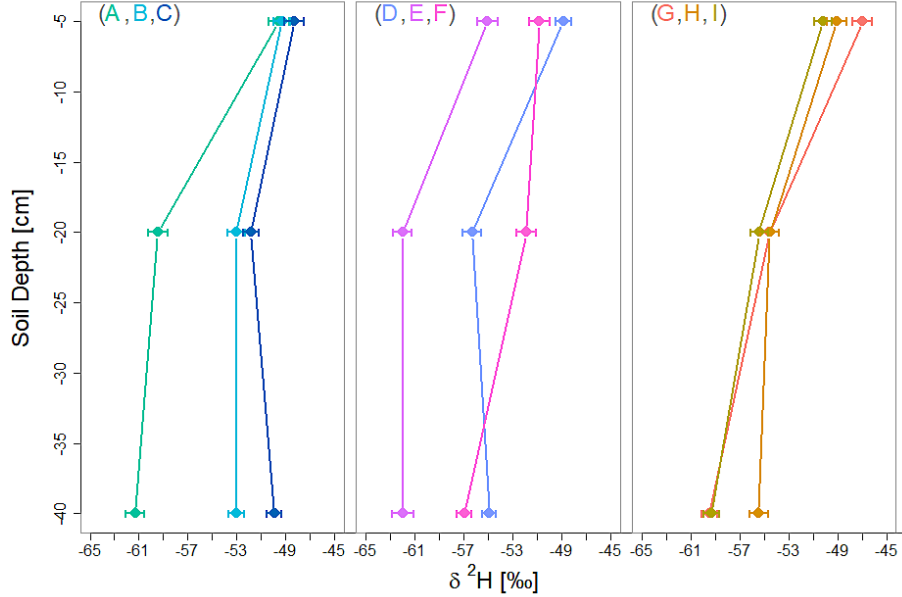 (A,B,C)
(D,E,F)
(G,H,I)
Soil Depth [cm]
-5
-10
-15
-20
-25
-30
-35
-40
-65 -61 -53 -49 -45
-65 -61 -57 -53 -49 -45
-65 -61 -57 -53 -49 -45
δ ²H [‰]